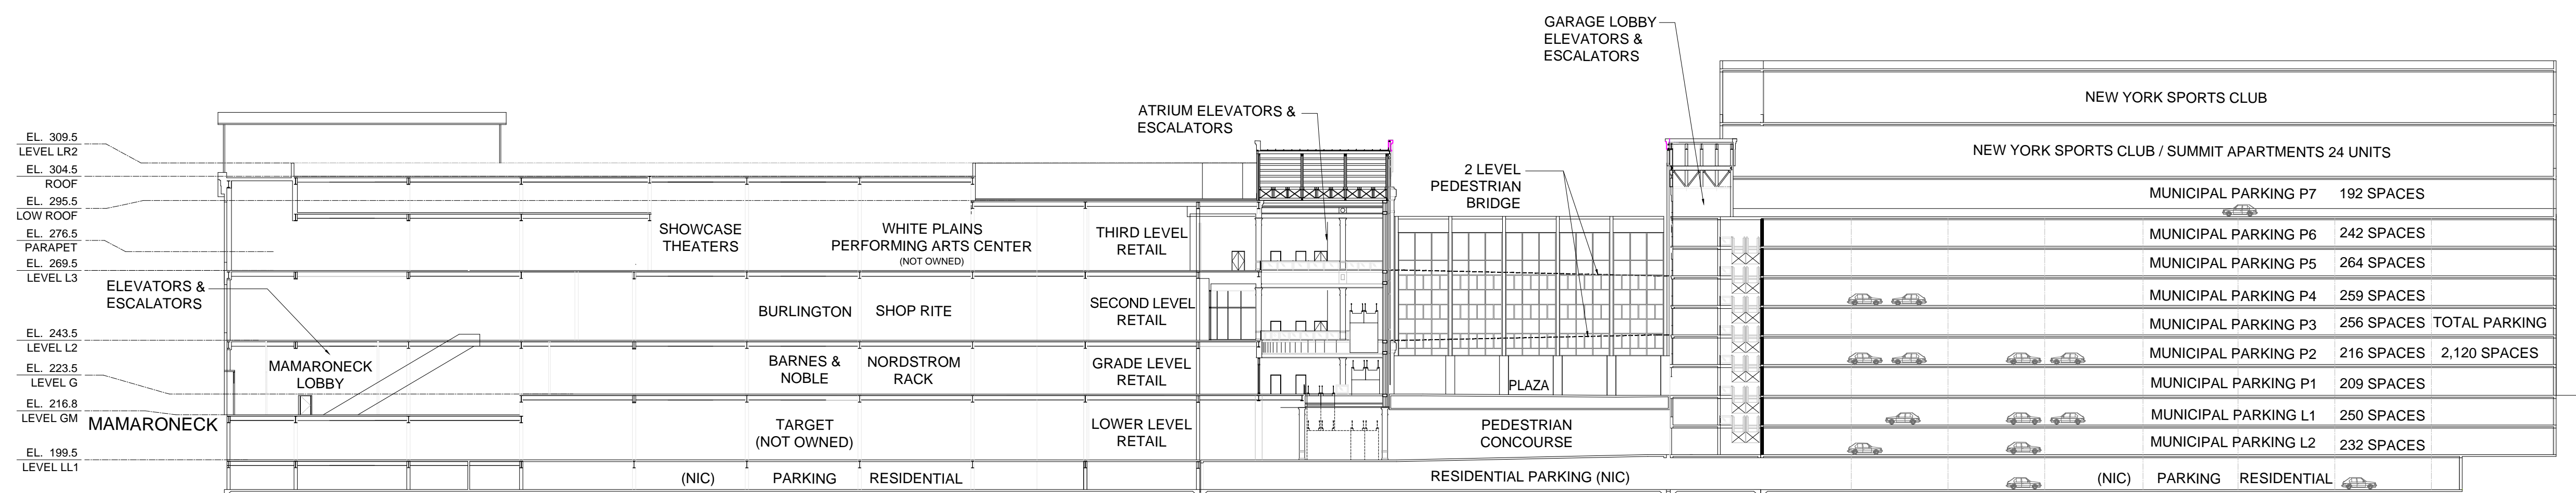 GARAGE LOBBY
ELEVATORS &
ESCALATORS
NEW YORK SPORTS CLUB
ATRIUM ELEVATORS &
ESCALATORS
EL. 309.5
LEVEL LR2
EL. 304.5
ROOF
EL. 295.5
LOW ROOF
EL. 276.5
PARAPET
EL. 269.5
LEVEL L3
EL. 243.5
LEVEL L2
EL. 223.5
LEVEL G
EL. 216.8
LEVEL GM
EL. 199.5
LEVEL LL1
MAMARONECK
ELEVATORS &
ESCALATORS
MAMARONECK
LOBBY
SHOWCASE
THEATERS
WHITE PLAINS
PERFORMING ARTS CENTER
(NOT OWNED)
THIRD LEVEL
RETAIL
BURLINGTON
SHOP RITE
SECOND LEVEL
RETAIL
BARNES &
NOBLE
NORDSTROM
RACK
GRADE LEVEL
RETAIL
TARGET
(NOT OWNED)
LOWER LEVEL
RETAIL
(NIC) PARKING RESIDENTIAL
2 LEVEL
PEDESTRIAN
BRIDGE
PLAZA
PEDESTRIAN
CONCOURSE
RESIDENTIAL PARKING (NIC)
NEW YORK SPORTS CLUB / SUMMIT APARTMENTS 24 UNITS
MUNICIPAL PARKING P7 192 SPACES
MUNICIPAL PARKING P6 242 SPACES
MUNICIPAL PARKING P5 264 SPACES
MUNICIPAL PARKING P4 259 SPACES
MUNICIPAL PARKING P3 256 SPACES TOTAL PARKING
MUNICIPAL PARKING P2 216 SPACES 2,120 SPACES
MUNICIPAL PARKING P1 209 SPACES
MUNICIPAL PARKING L1 250 SPACES
MUNICIPAL PARKING L2 232 SPACES
(NIC) PARKING RESIDENTIAL